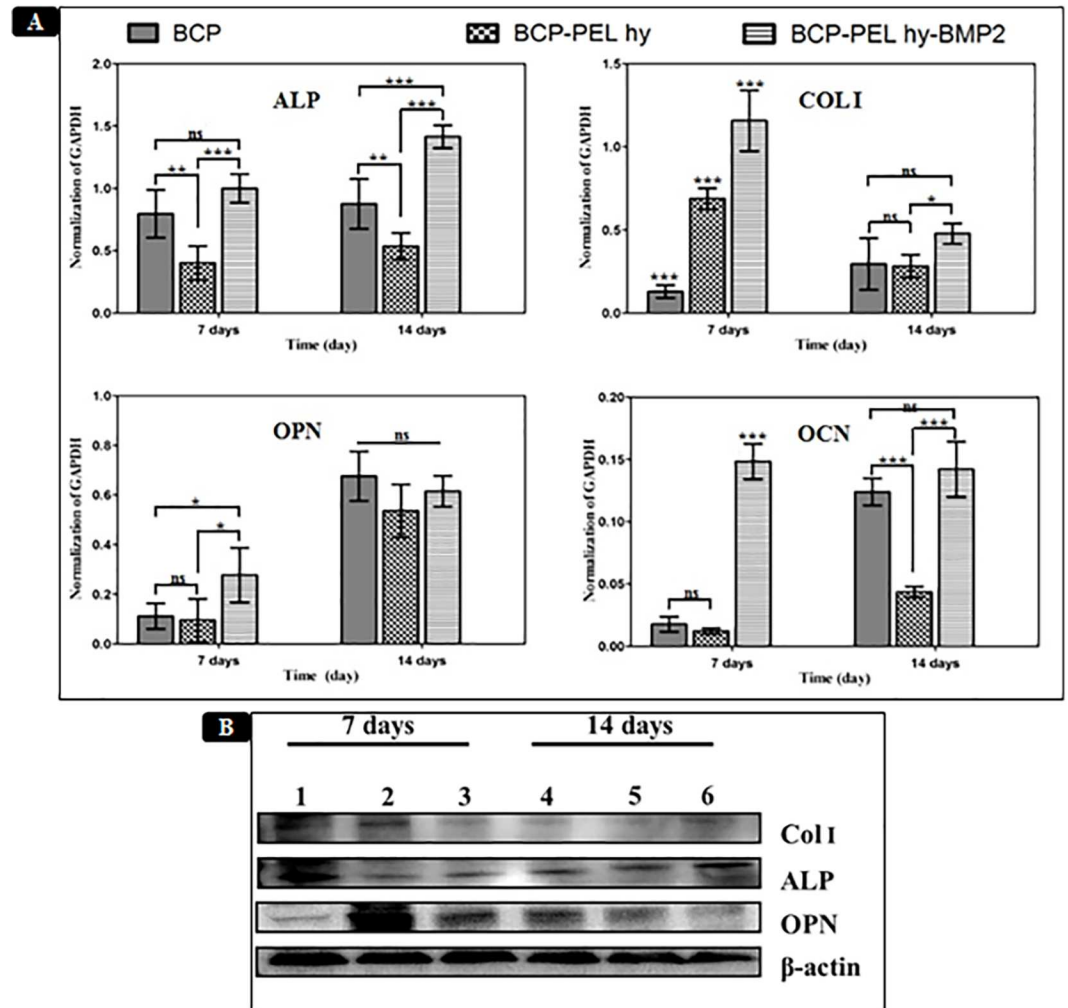 A
BCP BCP-PEL hy BCP-PEL hy-BMP2
ALP
Normalization of GAPDH
2.0
1.5
1.0
0.5
0.0
ns
** ***
***
***
**
7 days 14 days
Time (day)
COL I
Normalization of GAPDH
1.5
1.0
0.5
0.0
***
***
***
ns
ns *
7 days 14 days
Time (day)
OPN
Normalization of GAPDH
1.0
0.8
0.6
0.4
0.2
0.0
*
*
ns
ns
7 days 14 days
Time (day)
OCN
Normalization of GAPDH
0.20
0.15
0.10
0.05
0.00
ns
***
ns
***
***
7 days 14 days
Time (day)
B
7 days 14 days
1 2 3 4 5 6
Col I
ALP
OPN
β-actin